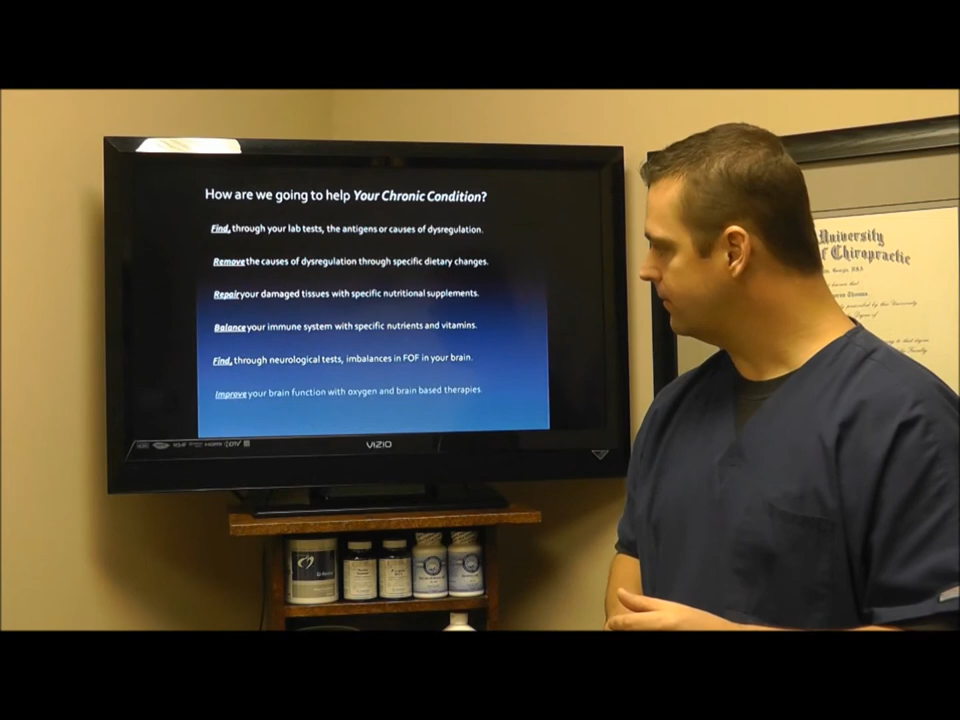 How are we going to help Your Chronic Condition?
Find, through your lab tests, the antigens or causes of dysregulation.
Remove the causes of dysregulation through specific dietary changes.
Repair your damaged tissues with specific nutritional supplements.
Balance your immune system with specific nutrients and vitamins.
Find, through neurological tests, imbalances in FOF in your brain.
Improve your brain function with oxygen and brain based therapies.
VIZIO
University
f Chiropractic